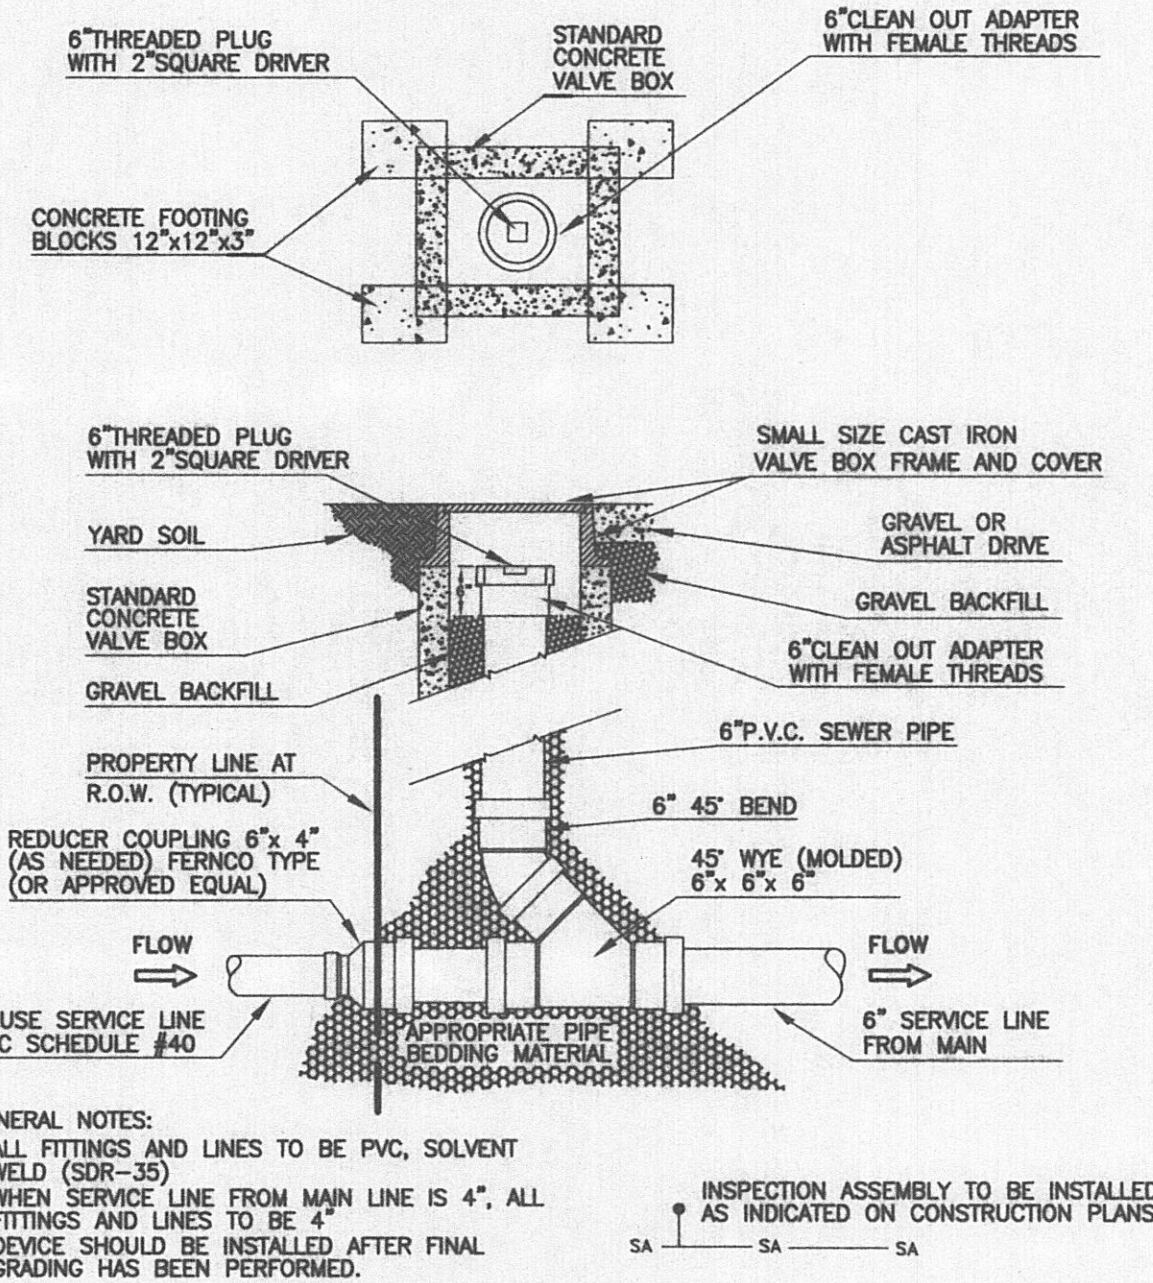 6"THREADED PLUG
WITH 2"SQUARE DRIVER
STANDARD
CONCRETE
VALVE BOX
6"CLEAN OUT ADAPTER
WITH FEMALE THREADS
CONCRETE FOOTING
BLOCKS 12"x12"x3"
6"THREADED PLUG
WITH 2"SQUARE DRIVER
SMALL SIZE CAST IRON
VALVE BOX FRAME AND COVER
YARD SOIL
GRAVEL OR
ASPHALT DRIVE
STANDARD
CONCRETE
VALVE BOX
GRAVEL BACKFILL
6"CLEAN OUT ADAPTER
WITH FEMALE THREADS
GRAVEL BACKFILL
6"P.V.C. SEWER PIPE
PROPERTY LINE AT
R.O.W. (TYPICAL)
6" 45° BEND
REDUCER COUPLING 6"x 4"
(AS NEEDED) FERNCO TYPE
(OR APPROVED EQUAL)
45° WYE (MOLDED)
6"x 6"x 6"
FLOW
FLOW
USE SERVICE LINE
C SCHEDULE #40
APPROPRIATE PIPE
BEDDING MATERIAL
6" SERVICE LINE
FROM MAIN
NERAL NOTES:
ALL FITTINGS AND LINES TO BE PVC, SOLVENT
WELD (SDR-35)
WHEN SERVICE LINE FROM MAIN LINE IS 4", ALL
FITTINGS AND LINES TO BE 4"
DEVICE SHOULD BE INSTALLED AFTER FINAL
GRADING HAS BEEN PERFORMED.
INSPECTION ASSEMBLY TO BE INSTALLED
AS INDICATED ON CONSTRUCTION PLANS
SA SA SA